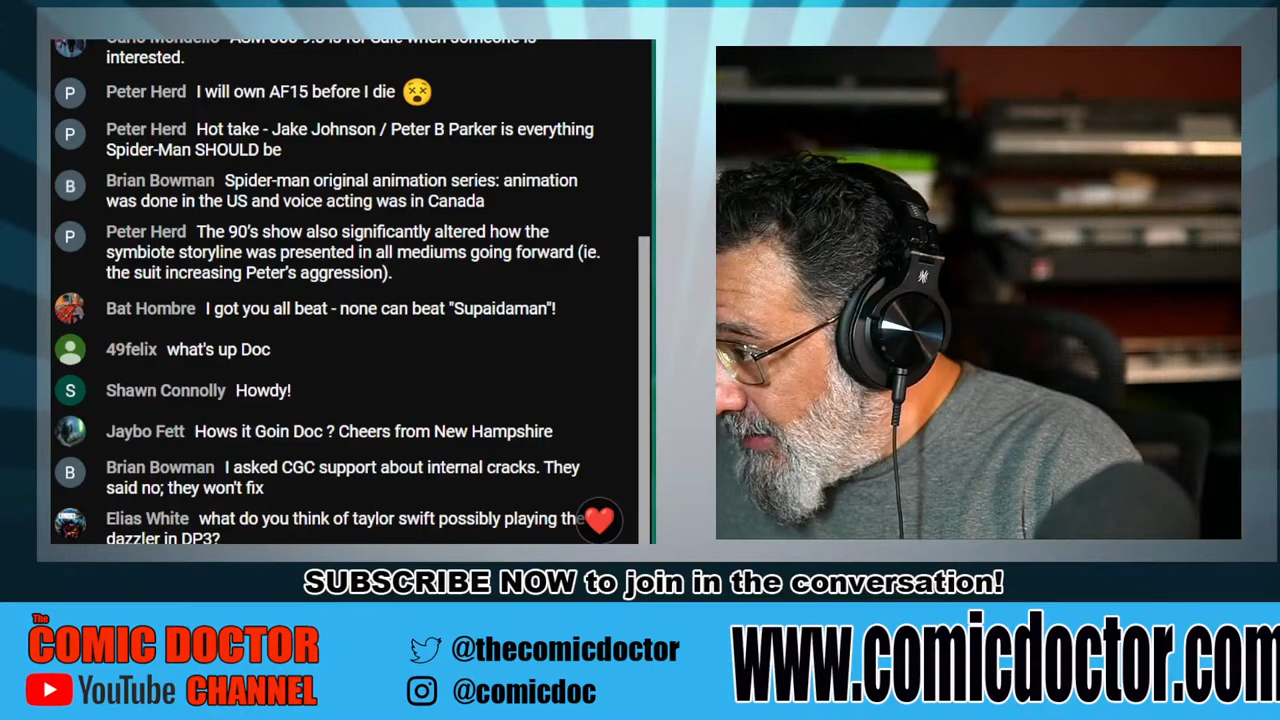 interested.
P Peter Herd I will own AF15 before I die
P Peter Herd Hot take - Jake Johnson / Peter B Parker is everything
Spider-Man SHOULD be
B Brian Bowman Spider-man original animation series: animation
was done in the US and voice acting was in Canada
P Peter Herd The 90's show also significantly altered how the
symbiote storyline was presented in all mediums going forward (ie.
the suit increasing Peter's aggression).
Bat Hombre I got you all beat - none can beat "Supaidaman"!
49felix what's up Doc
S Shawn Connolly Howdy!
Jaybo Fett Hows it Goin Doc ? Cheers from New Hampshire
B Brian Bowman I asked CGC support about internal cracks. They
said no; they won't fix
Elias White what do you think of taylor swift possibly playing the
dazzler in DP3?
SUBSCRIBE NOW to join in the conversation!
The
COMIC DOCTOR
YouTube CHANNEL
@thecomicdoctor
@comicdoc
www.comicdoctor.com